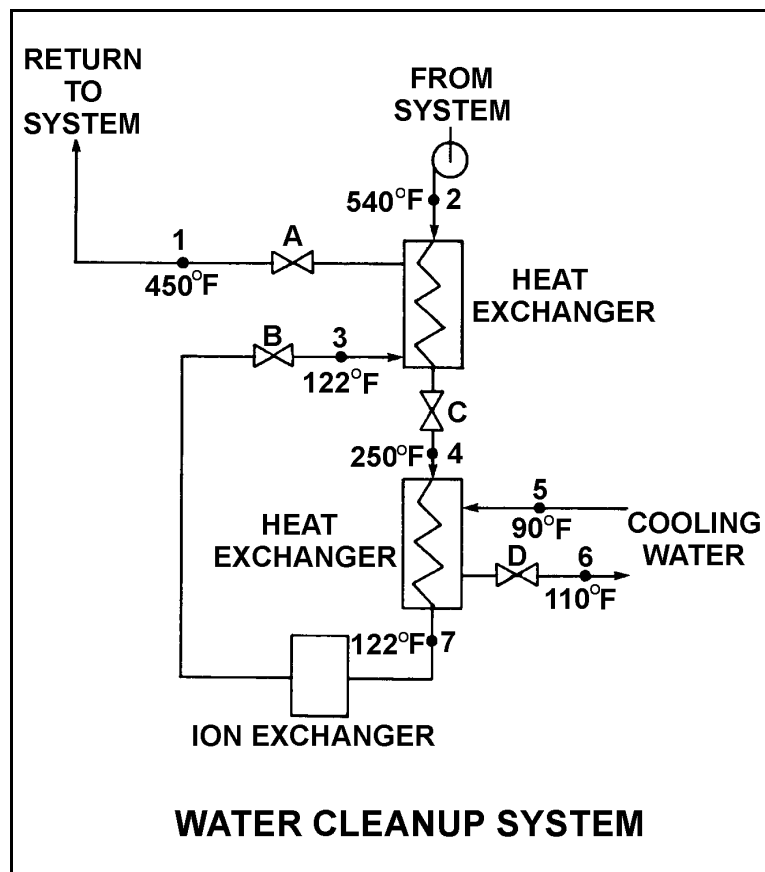 RETURN
TO
SYSTEM
FROM
SYSTEM
540°F 2
1
A
450°F
HEAT
EXCHANGER
B
3
122°F
C
250°F 4
HEAT
EXCHANGER
5
90°F
COOLING
WATER
D
6
110°F
122°F 7
ION EXCHANGER
WATER CLEANUP SYSTEM